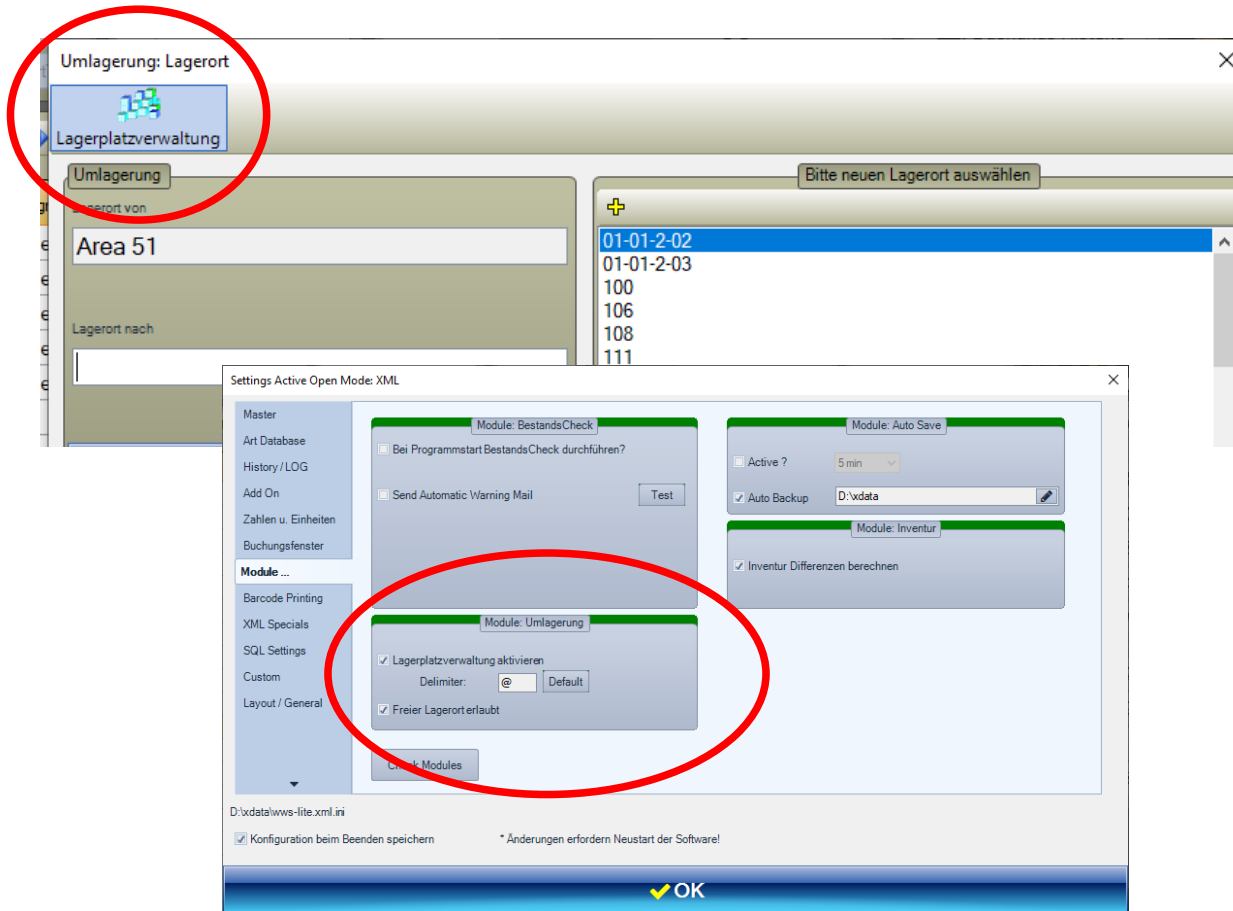 Umlagerung: Lagerort
Lagerplatzverwaltung
Umlagerung
Lagerort von
Area 51
Lagerort nach
Bitte neuen Lagerort auswählen
01-01-2-02
01-01-2-03
100
106
108
111
Settings Active Open Mode: XML
Master
Art Database
History / LOG
Add On
Zahlen u. Einheiten
Buchungsfenster
Module ...
Barcode Printing
XML Specials
SQL Settings
Custom
Layout / General
Module: BestandsCheck
Bei Programmstart BestandsCheck durchführen?
Send Automatic Warning Mail
Test
Module: Umlagerung
Lagerplatzverwaltung aktivieren
Delimiter: @ Default
Freier Lagerort erlaubt
Check Modules
Module: Auto Save
Active ? 5 min
Auto Backup D:\xdata
Module: Inventur
Inventur Differenzen berechnen
D:\xdata\wws-lite.xml.ini
Konfiguration beim Beenden speichern * Änderungen erfordern Neustart der Software!
OK